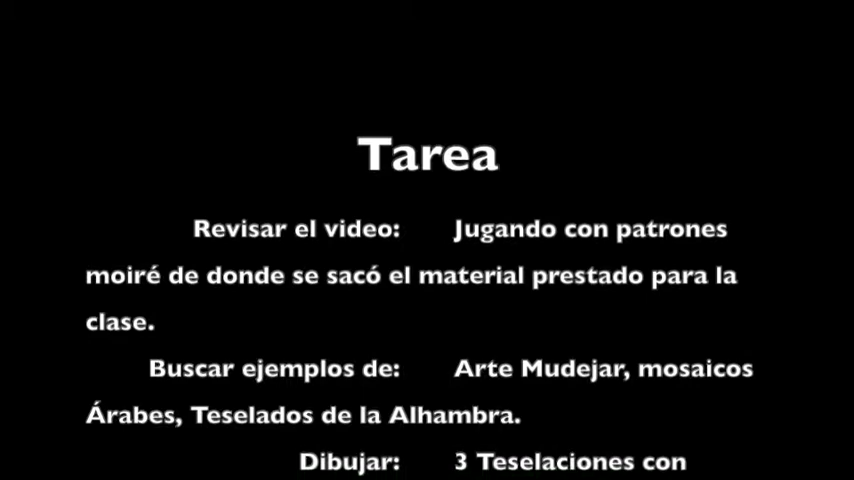 Tarea
Revisar el video: Jugando con patrones
moiré de donde se sacó el material prestado para la
clase.
Buscar ejemplos de: Arte Mudejar, mosaicos
Árabes, Teselados de la Alhambra.
Dibujar: 3 Teselaciones con